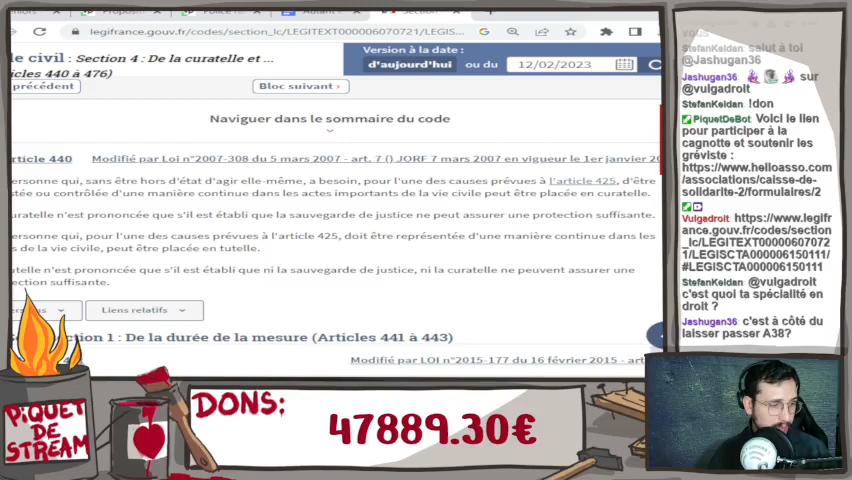 legifrance.gouv.fr/codes/section_lc/LEGITEXT000006070721/LEGIS...
le civil : Section 4 : De la curatelle et ...
icles 440 à 476)
Version à la date :
d'aujourd'hui ou du 12/02/2023
précédent
Bloc suivant ›
Naviguer dans le sommaire du code
rticle 440 Modifié par Loi n°2007-308 du 5 mars 2007 - art. 7 () JORF 7 mars 2007 en vigueur le 1er janvier 20
ersonne qui, sans être hors d'état d'agir elle-même, a besoin, pour l'une des causes prévues à l'article 425, d'être
stée ou contrôlée d'une manière continue dans les actes importants de la vie civile peut être placée en curatelle.
uratelle n'est prononcée que s'il est établi que la sauvegarde de justice ne peut assurer une protection suffisante.
ersonne qui, pour l'une des causes prévues à l'article 425, doit être représentée d'une manière continue dans les
s de la vie civile, peut être placée en tutelle.
utelle n'est prononcée que s'il est établi que ni la sauvegarde de justice, ni la curatelle ne peuvent assurer une
ection suffisante.
Liens relatifs
ction 1 : De la durée de la mesure (Articles 441 à 443)
Modifié par LOI n°2015-177 du 16 février 2015 - art
vous
StefanKeldan: salut à toi
@Jashugan36
Jashugan36: sur
@vulgadroit
StefanKeldan: !don
PiquetDeBot: Voici le lien
pour participer à la
cagnotte et soutenir les
gréviste :
https://www.helloasso.com
/associations/caisse-de-
solidarite-2/formulaires/2
Vulgadroit: https://www.legifr
ance.gouv.fr/codes/section
_lc/LEGITEXT00000607072
1/LEGISCTA000006150111/
#LEGISCTA000006150111
StefanKeldan: @vulgadroit
c'est quoi ta spécialité en
droit ?
Jashugan36: c'est à côté du
laisser passer A38?
PIQUET
DE
STREAM
DONS:
47889.30€